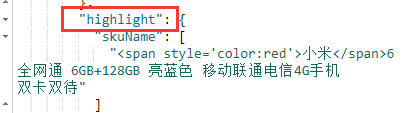 },
"highlight": {
"skuName": [
"<span style='color:red'>小米</span>6
全网通 6GB+128GB 亮蓝色 移动联通电信4G手机
双卡双待"
]